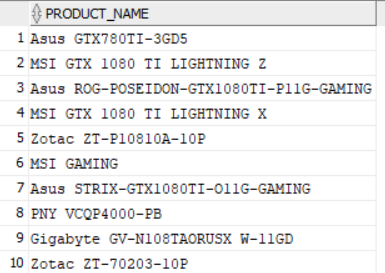 PRODUCT_NAME
1 Asus GTX780TI-3GD5
2 MSI GTX 1080 TI LIGHTNING Z
3 Asus ROG-POSEIDON-GTX1080TI-P11G-GAMING
4 MSI GTX 1080 TI LIGHTNING X
5 Zotac ZT-P10810A-10P
6 MSI GAMING
7 Asus STRIX-GTX1080TI-O11G-GAMING
8 PNY VCQP4000-PB
9 Gigabyte GV-N108TAORUSX W-11GD
10 Zotac ZT-70203-10P